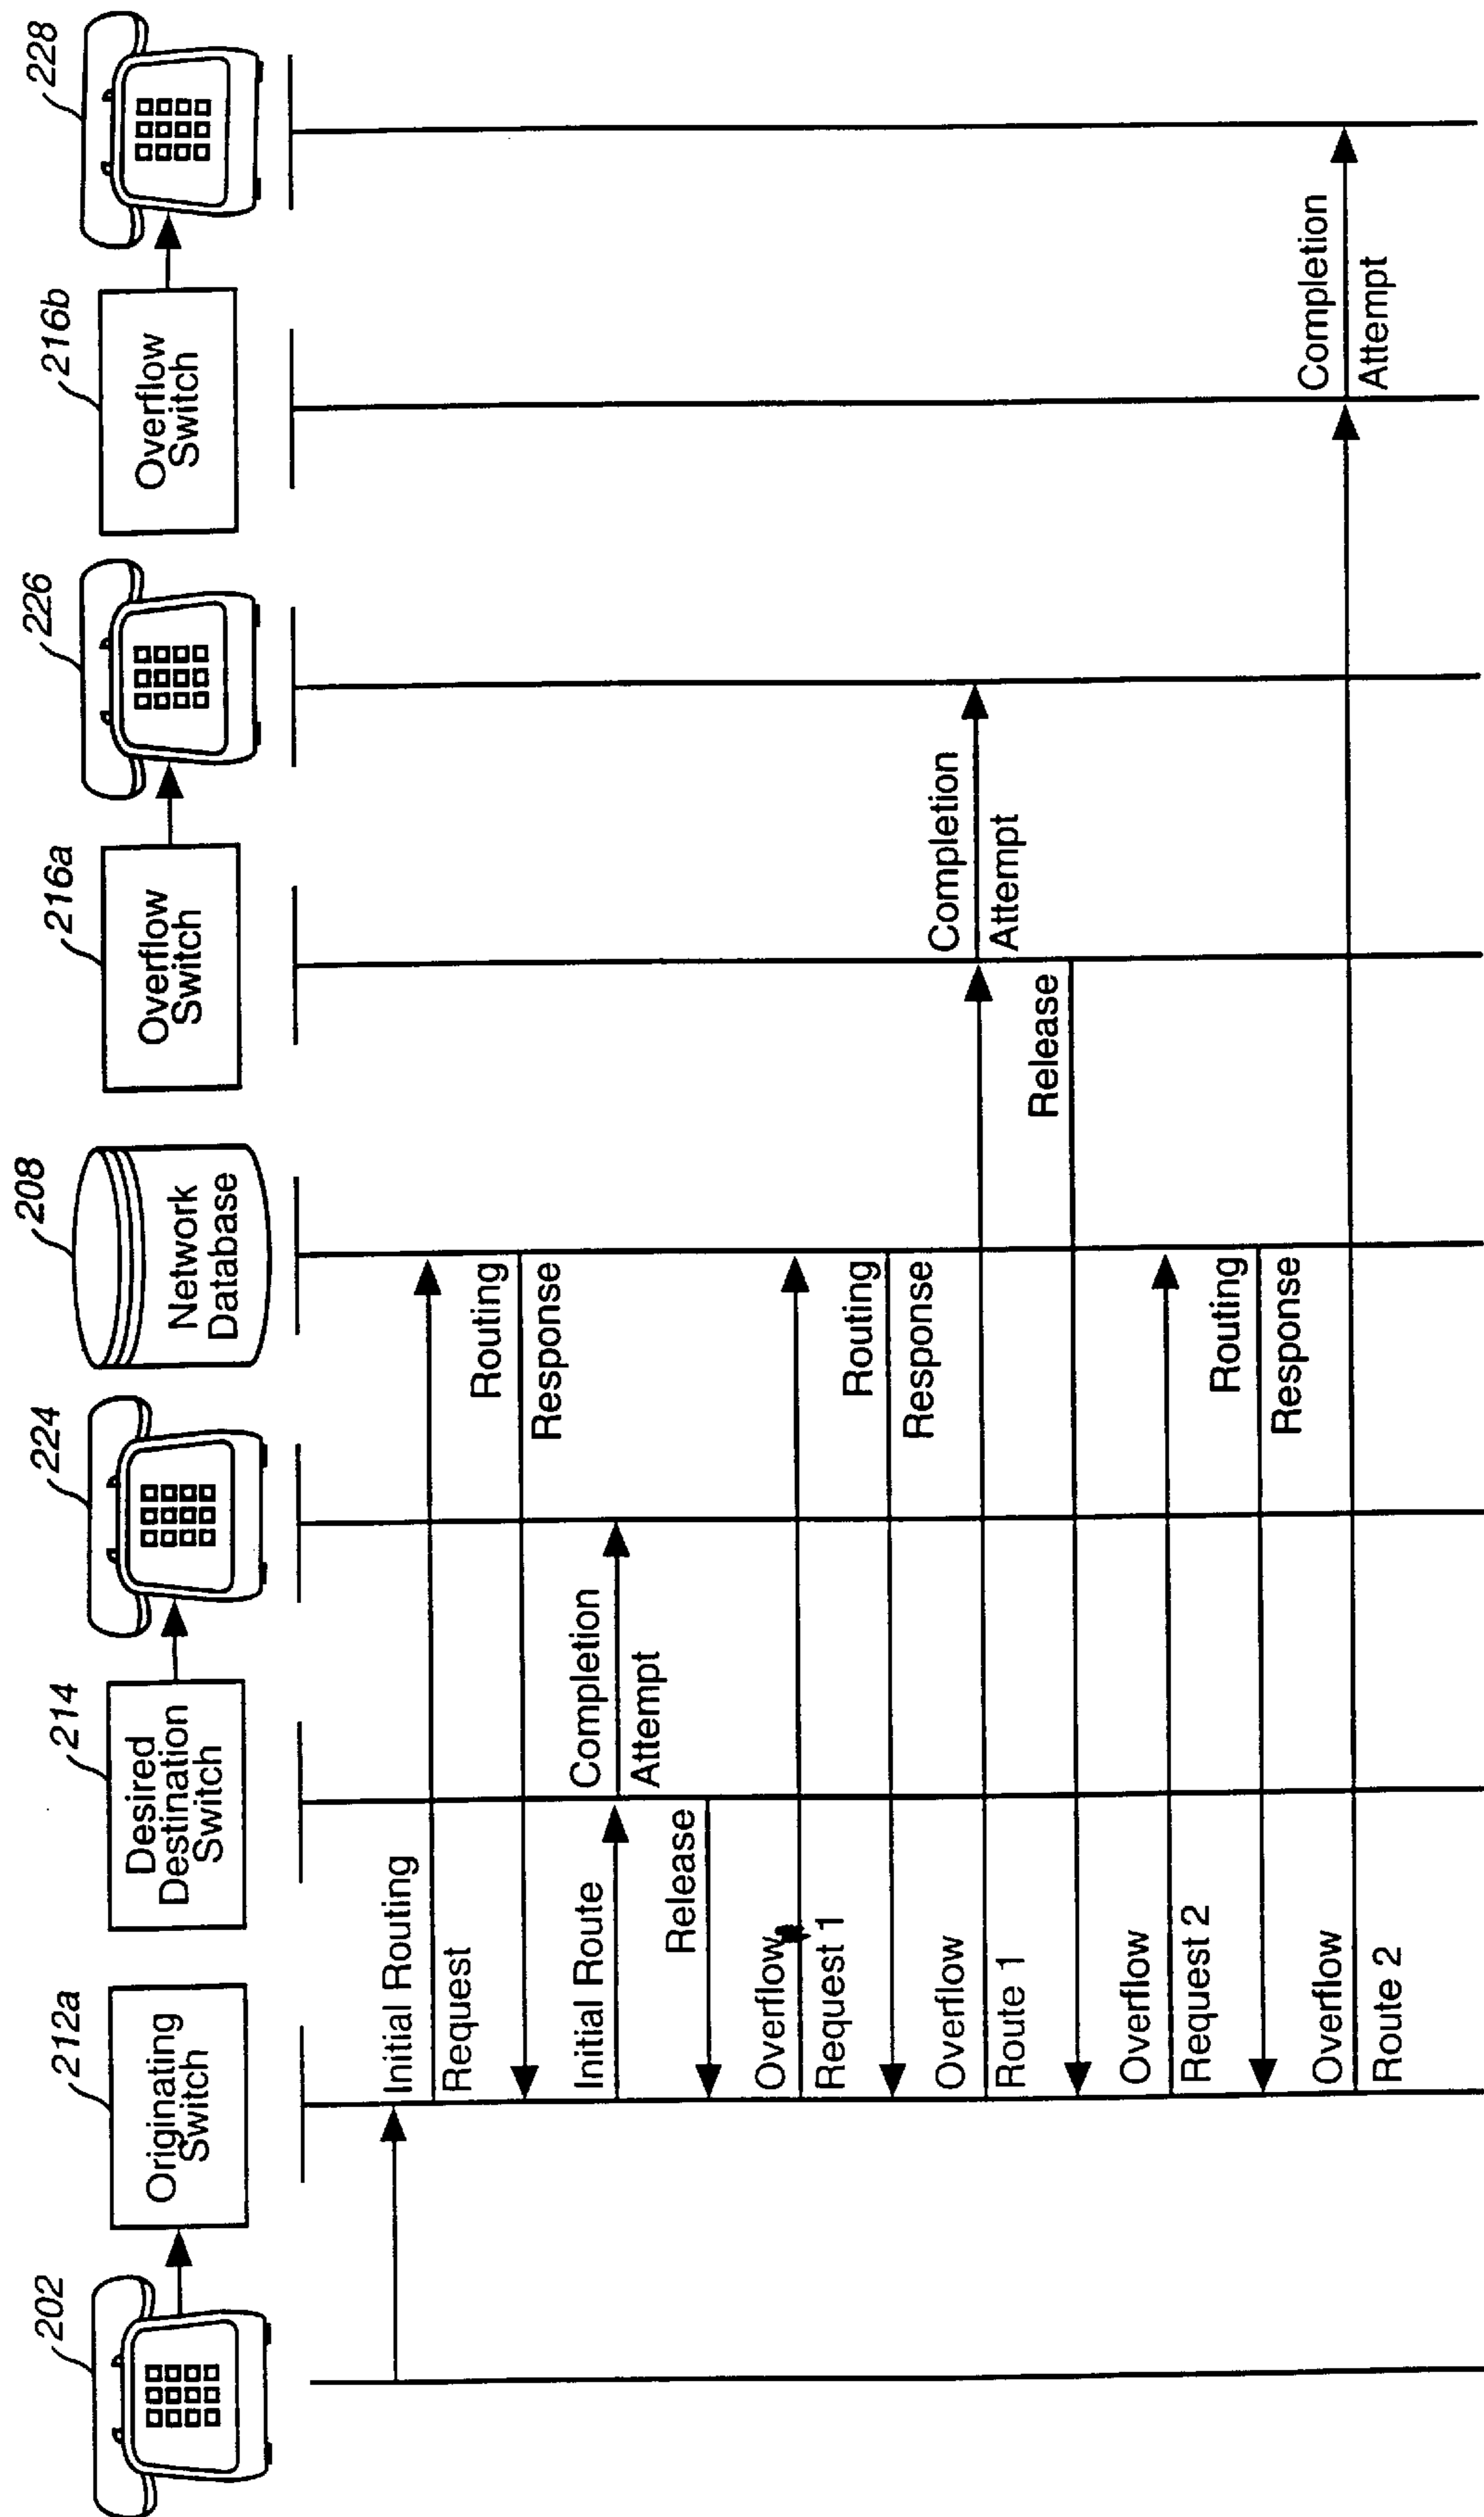 202
212a
214
224
208
216a
226
216b
228
Originating
Switch
Desired
Destination
Switch
Network
Database
Overflow
Switch
Overflow
Switch
Initial Routing
Request
Routing
Response
Initial Route
Completion
Attempt
Release
Overflow
Request 1
Routing
Response
Overflow
Route 1
Completion
Attempt
Release
Overflow
Request 2
Routing
Response
Overflow
Route 2
Completion
Attempt